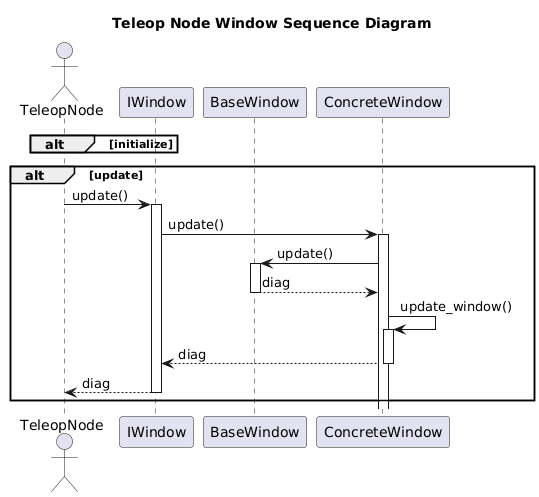 Teleop Node Window Sequence Diagram
TeleopNode
IWindow
BaseWindow
ConcreteWindow
alt
[initialize]
alt
[update]
update()
update()
update()
diag
update_window()
diag
diag
TeleopNode
IWindow
BaseWindow
ConcreteWindow